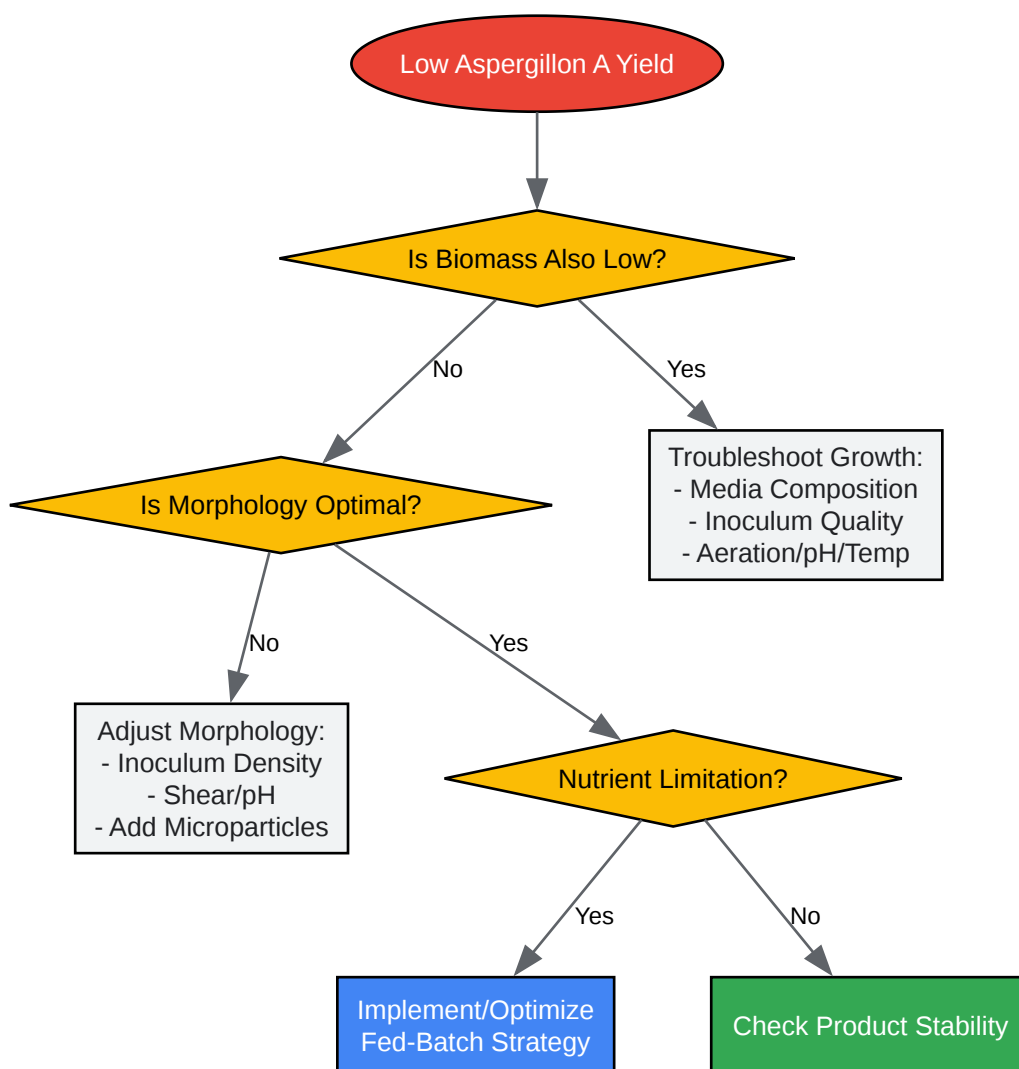 Low Aspergillon A Yield
Is Biomass Also Low?
No
Yes
Troubleshoot Growth:
- Media Composition
- Inoculum Quality
- Aeration/pH/Temp
Is Morphology Optimal?
No
Yes
Adjust Morphology:
- Inoculum Density
- Shear/pH
- Add Microparticles
Nutrient Limitation?
Yes
No
Implement/Optimize
Fed-Batch Strategy
Check Product Stability